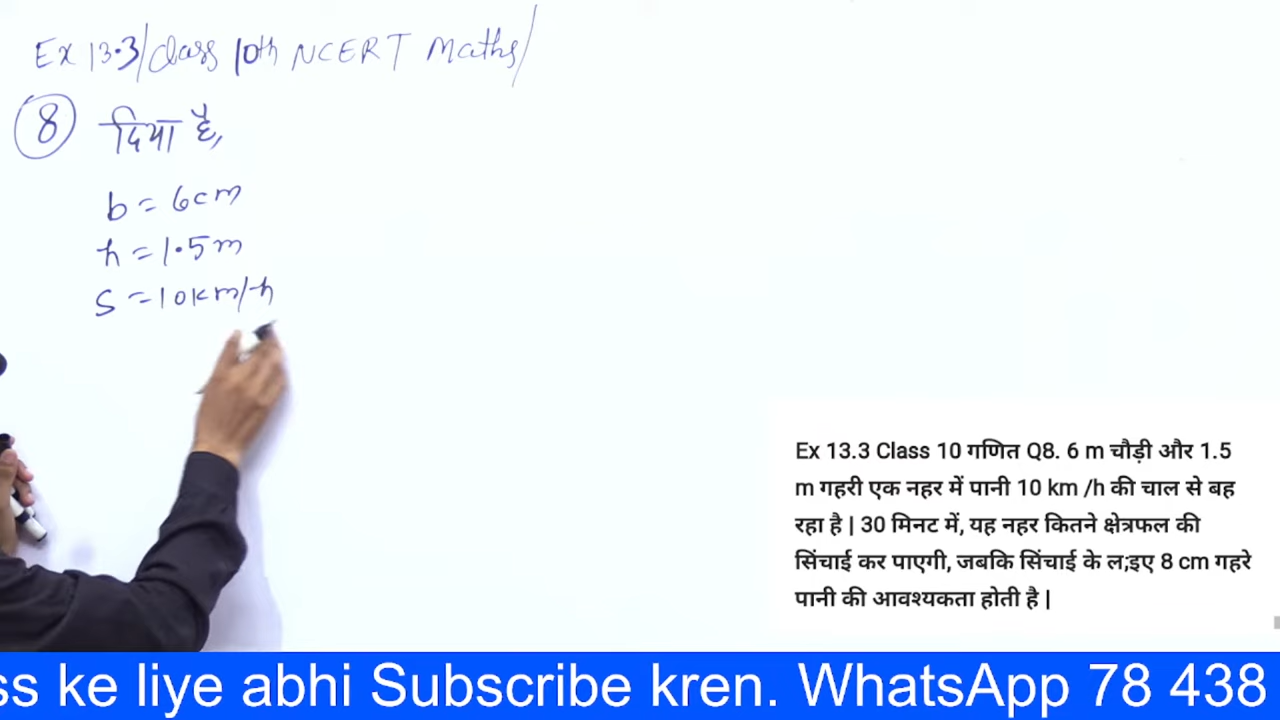 Ex 13.3/Class 10th NCERT Maths/
8 दिया है,
b = 6cm
h = 1.5m
S = 10km/h
Ex 13.3 Class 10 गणित Q8. 6 m चौड़ी और 1.5
m गहरी एक नहर में पानी 10 km /h की चाल से बह
रहा है | 30 मिनट में, यह नहर कितने क्षेत्रफल की
सिंचाई कर पाएगी, जबकि सिंचाई के ल;इए 8 cm गहरे
पानी की आवश्यकता होती है |
ss ke liye abhi Subscribe kren. WhatsApp 78 438